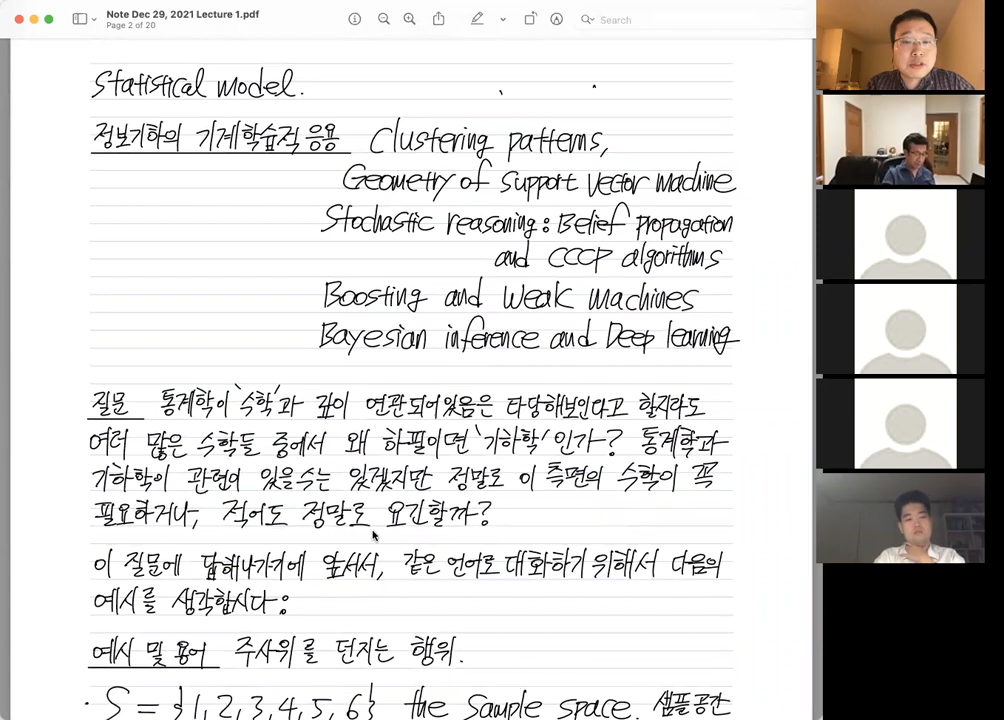 Note Dec 29, 2021 Lecture 1.pdf
Page 2 of 20
Search
Statistical model.
정보기하의 기계학습적 응용 Clustering patterns,
Geometry of support vector machine
Stochastic reasoning: Belief propagation
and CCCP algorithms
Boosting and Weak machines
Bayesian inference and Deep learning
질문 통계학이 '수학'과 깊이 연관되어있음은 타당해보인다고 할지라도
여러 많은 수학들 중에서 왜 하필이면 '기하학'인가? 통계학과
기하학이 관련이 있을수는 있겠지만 정말로 이 측면의 수학이 꼭
필요하거나, 적어도 정말로 요긴할까?
이 질문에 답해나가기에 앞서서, 같은 언어로 대화하기 위해서 다음의
예시를 생각합시다:
예시 및 용어 주사위를 던지는 행위.
· S = {1, 2, 3, 4, 5, 6} the Sample space. 샘플공간